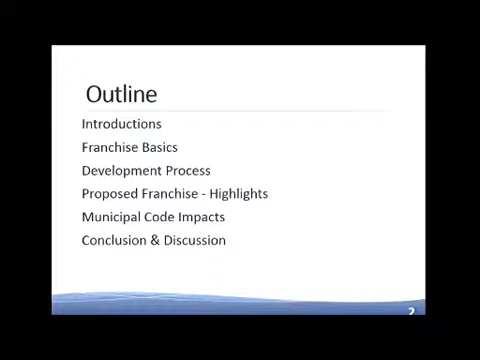 Outline
Introductions
Franchise Basics
Development Process
Proposed Franchise - Highlights
Municipal Code Impacts
Conclusion & Discussion
2